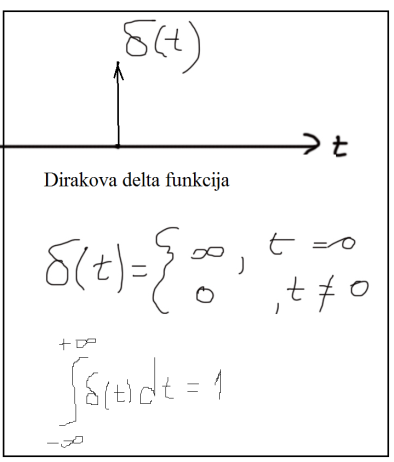 δ(t)
t
Dirakova delta funkcija
δ(t)={ ∞, t=0
0 ,t≠0
+∞
∫δ(t)dt=1
-∞